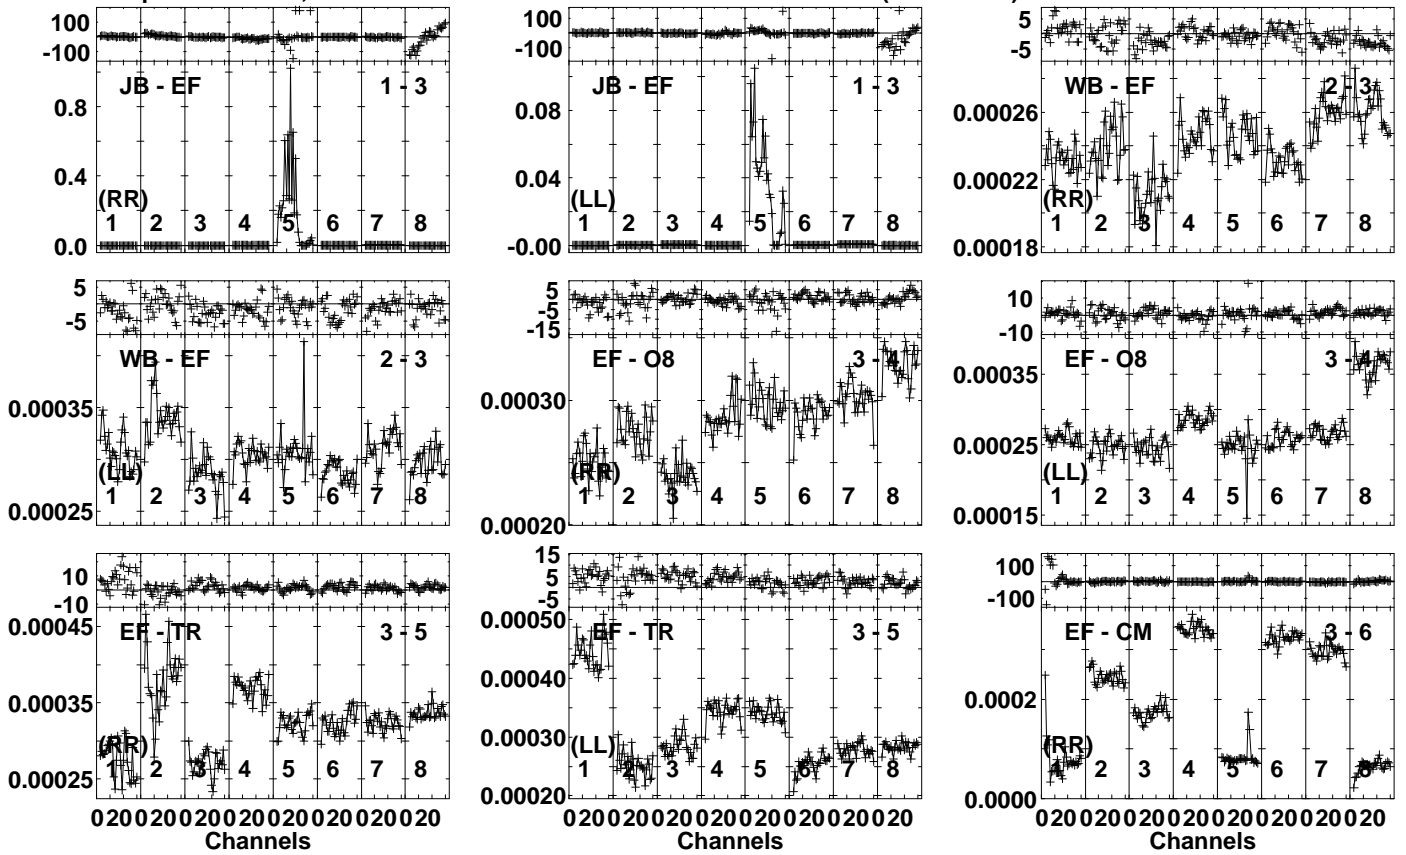 100
-100
JB - EF 1 - 3
0.8
0.4
(RR)
1 2 3 4 5 6 7 8
0.0
100
-100
JB - EF 1 - 3
0.08
0.04
(LL)
1 2 3 4 5 6 7 8
-0.00
5
-5
WB - EF 2 - 3
0.00026
0.00022
(RR)
1 2 3 4 5 6 7 8
0.00018
5
-5
WB - EF 2 - 3
0.00035
(LL)
1 2 3 4 5 6 7 8
0.00025
5
-5
-15
EF - O8 3 - 4
0.00030
(RR)
1 2 3 4 5 6 7 8
0.00020
10
-10
EF - O8 3 - 4
0.00035
0.00025
(LL)
1 2 3 4 5 6 7 8
0.00015
10
-10
0.00045
EF - TR 3 - 5
0.00035
(RR)
1 2 3 4 5 6 7 8
0.00025
0 20 0 20 0 20 0 20 0 20 0 20 0 20 0 20
Channels
15
5
-5
0.00050
EF - TR 3 - 5
0.00040
0.00030
(LL)
1 2 3 4 5 6 7 8
0.00020
0 20 0 20 0 20 0 20 0 20 0 20 0 20 0 20
Channels
100
-100
EF - CM 3 - 6
0.0002
(RR)
1 2 3 4 5 6 7 8
0.0000
0 20 0 20 0 20 0 20 0 20 0 20 0 20 0 20
Channels